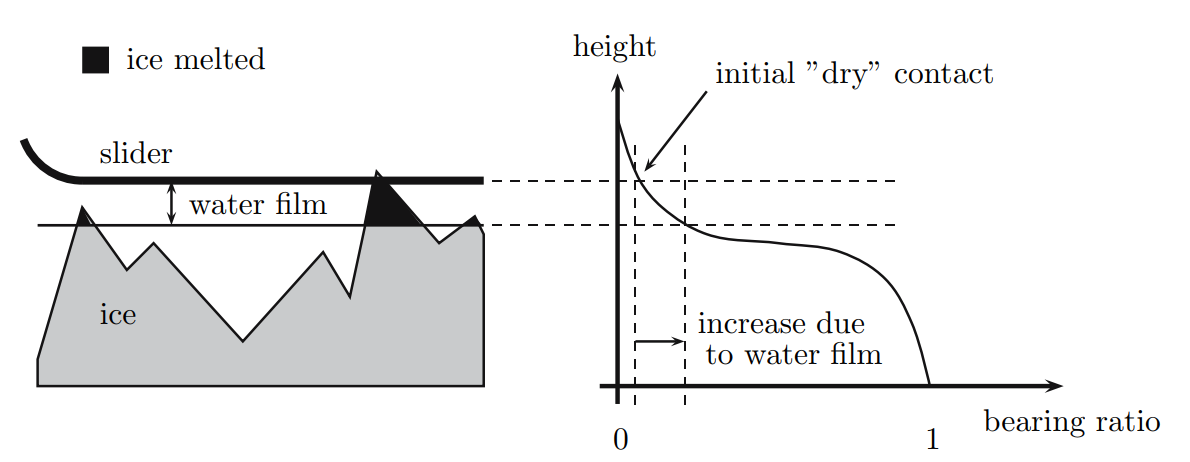 ice melted
slider
water film
ice
height
initial ”dry” contact
increase due
to water film
bearing ratio
0
1